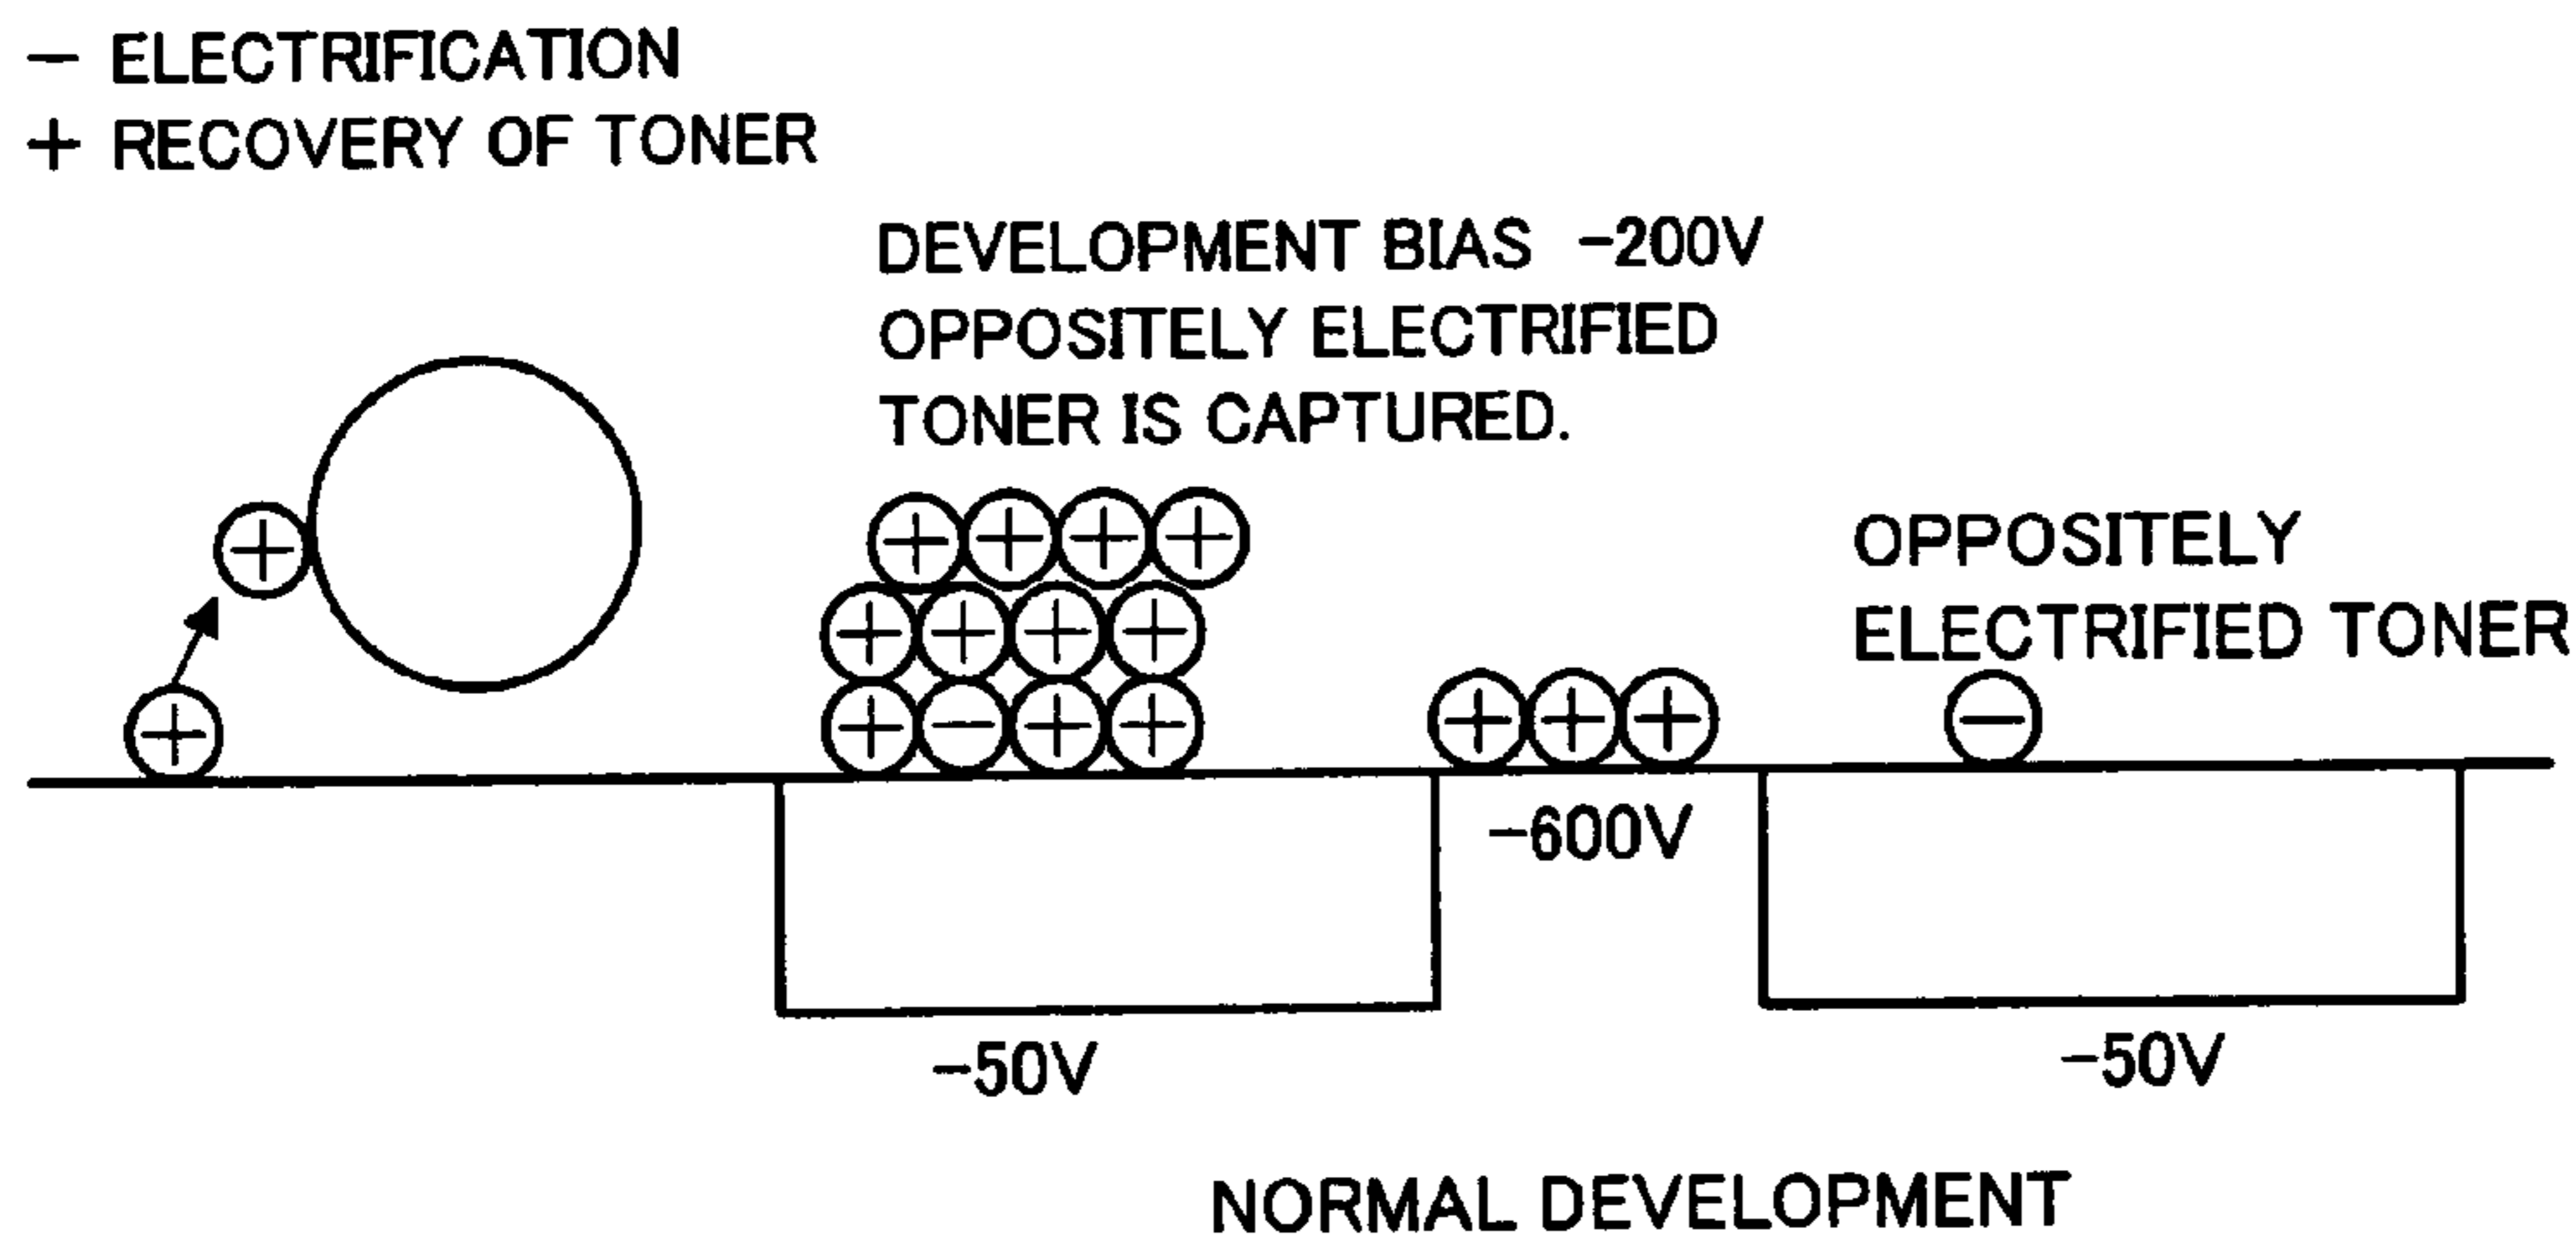 − ELECTRIFICATION
+ RECOVERY OF TONER
DEVELOPMENT BIAS −200V
OPPOSITELY ELECTRIFIED
TONER IS CAPTURED.
OPPOSITELY
ELECTRIFIED TONER
+ + + + +
+ + + +
+ + − + +
+ + + −
−600V
−50V
−50V
NORMAL DEVELOPMENT